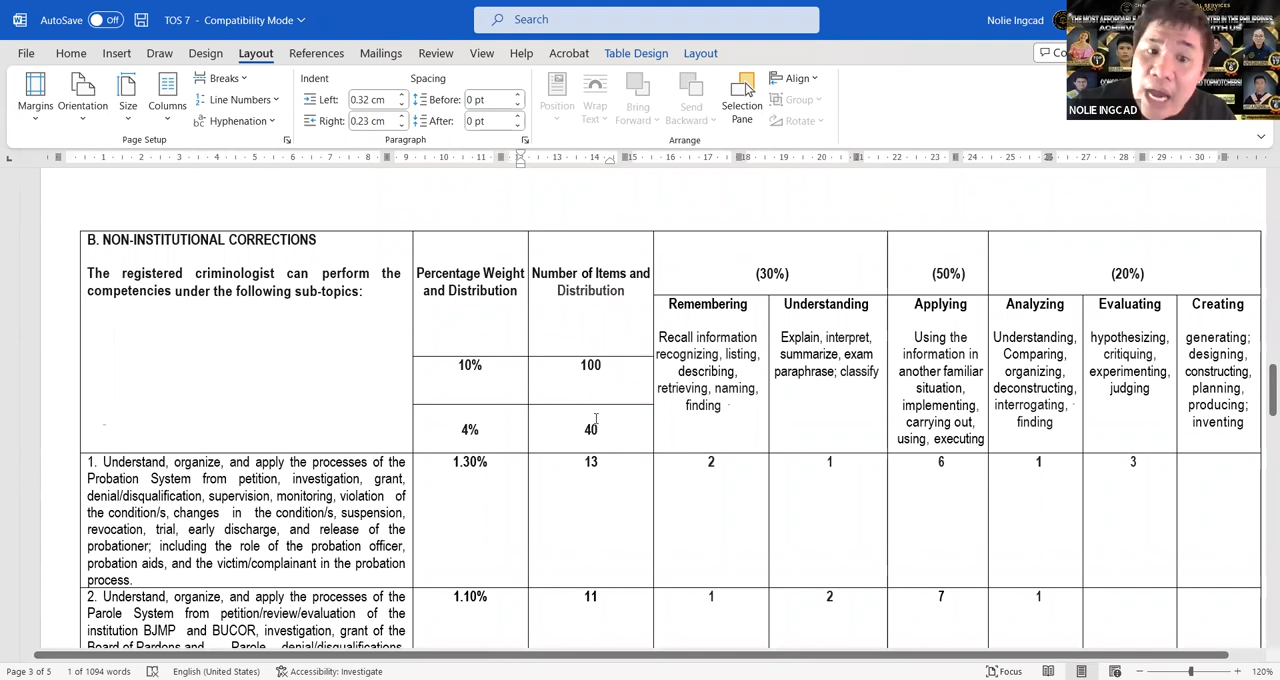 AutoSave Off TOS 7 - Compatibility Mode Search Nolie Ingcad
File Home Insert Draw Design Layout References Mailings View Help Acrobat Table Design Layout
Margins
Orientation
Size
Columns
Breaks
Line Numbers
Hyphenation
Page Setup
Indent
Left: 0.32 cm
Right: 0.23
Spacing
Before: 0 pt
After: 0 pt
Paragraph
Position
Wrap
Text
Bring
Forward
Send
Backward
Selection
Pane
Align
Group
Rotate
Arrange
NOLIE INGCAD
B. NON-INSTITUTIONAL CORRECTIONS
The registered criminologist can perform the
competencies under the following sub-topics:
Percentage Weight
and Distribution
Number of Items and
Distribution
(30%) (50%) (20%)
Remembering
Recall information
recognizing, listing,
describing,
retrieving, naming,
finding
Understanding
Explain, interpret,
summarize, exam
paraphrase; classify
Applying
Using the
information in
another familiar
situation,
implementing,
carrying out,
using, executing
Analyzing
Understanding,
Comparing,
organizing,
deconstructing,
interrogating,
finding
Evaluating
hypothesizing,
critiquing,
experimenting,
judging
Creating
generating;
designing,
constructing,
planning,
producing;
inventing
10% 100
4% 40
1. Understand, organize, and apply the processes of the
Probation System from petition, investigation, grant,
denial/disqualification, supervision, monitoring, violation of
the condition/s, changes in the condition/s, suspension,
revocation, trial, early discharge, and release of the
probationer; including the role of the probation officer,
probation aids, and the victim/complainant in the probation
process.
1.30% 13 2 1 6 1 3
2. Understand, organize, and apply the processes of the
Parole System from petition/review/evaluation of the
institution BJMP and BUCOR, investigation, grant of the
Board of Pardons and Parole, denial/disqualifications
1.10% 11 1 2 7 1
Page 3 of 5 1 of 1094 words English (United States) Accessibility: Investigate Focus 120%